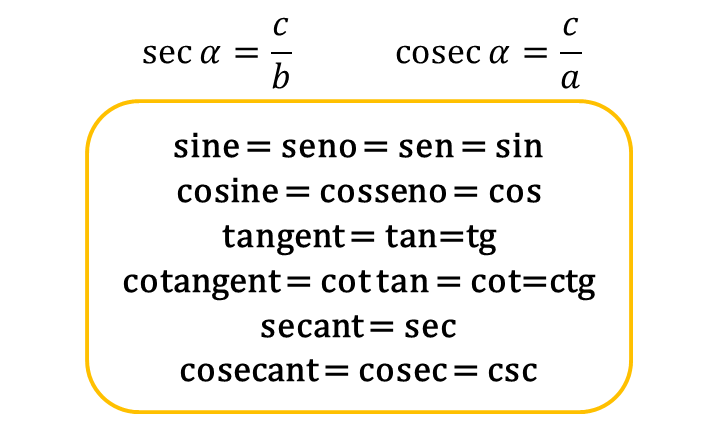 sec α = c/b    cosec α = c/a
sine = seno = sen = sin
cosine = cosseno = cos
tangent = tan=tg
cotangent = cot tan = cot=ctg
secant = sec
cosecant = cosec = csc